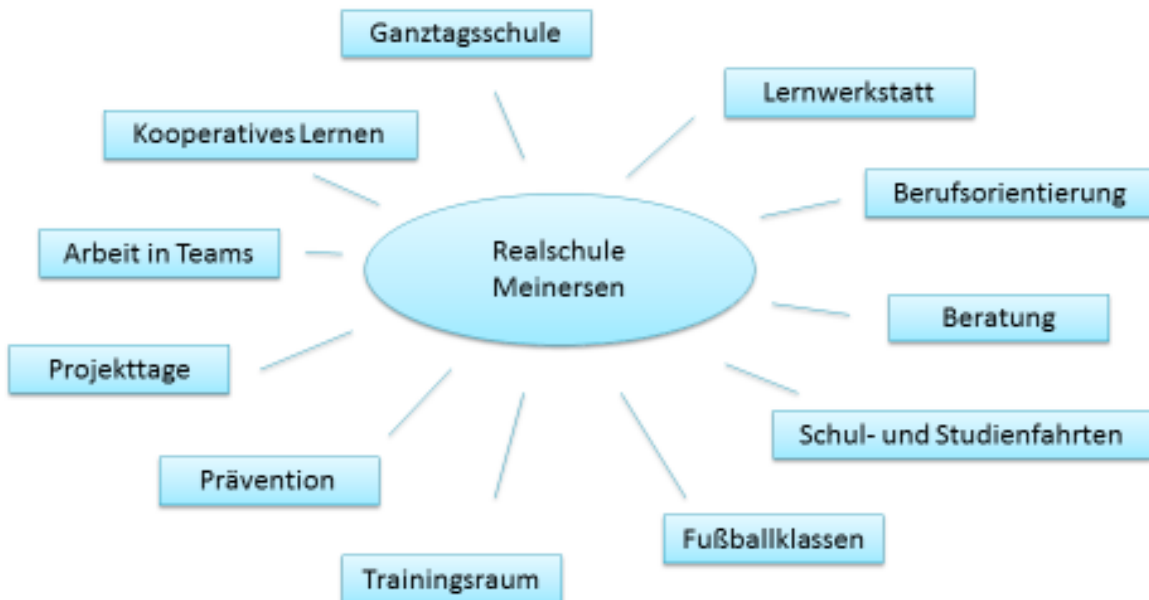 Ganztagsschule
Lernwerkstatt
Kooperatives Lernen
Berufsorientierung
Arbeit in Teams
Realschule
Meinersen
Beratung
Projekttage
Schul- und Studienfahrten
Prävention
Fußballklassen
Trainingsraum